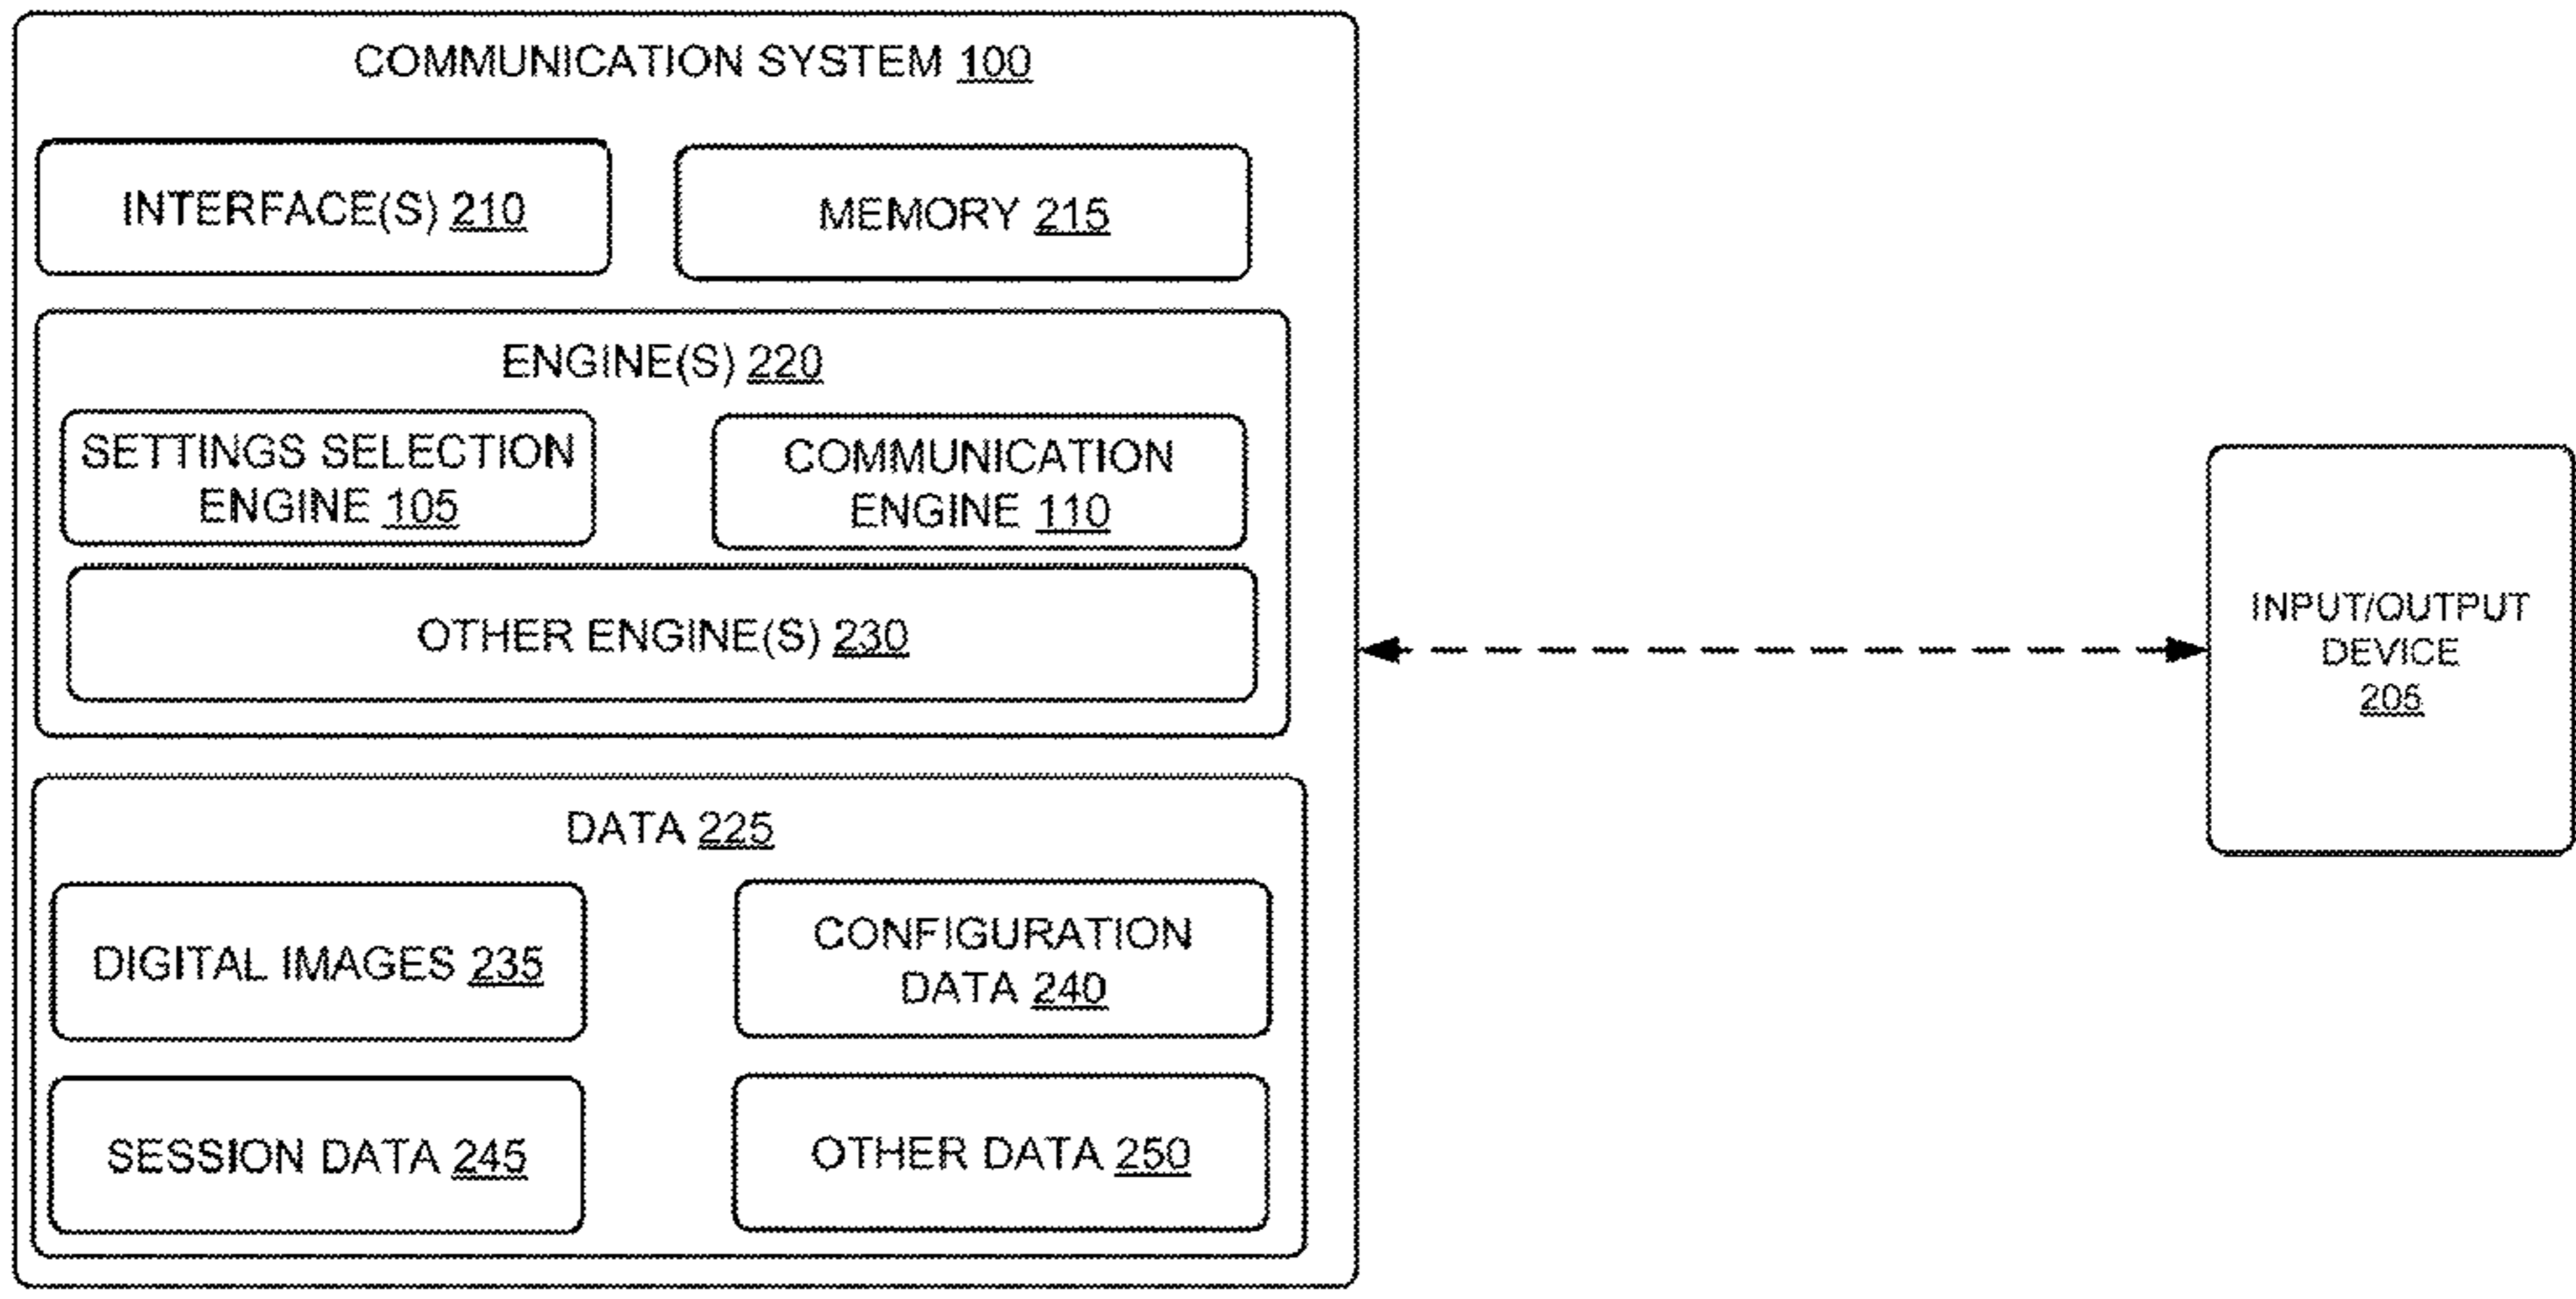 COMMUNICATION SYSTEM 100
INTERFACE(S) 210
MEMORY 215
ENGINE(S) 220
SETTINGS SELECTION
ENGINE 105
COMMUNICATION
ENGINE 110
OTHER ENGINE(S) 230
DATA 225
DIGITAL IMAGES 235
CONFIGURATION
DATA 240
SESSION DATA 245
OTHER DATA 250
INPUT/OUTPUT
DEVICE
205